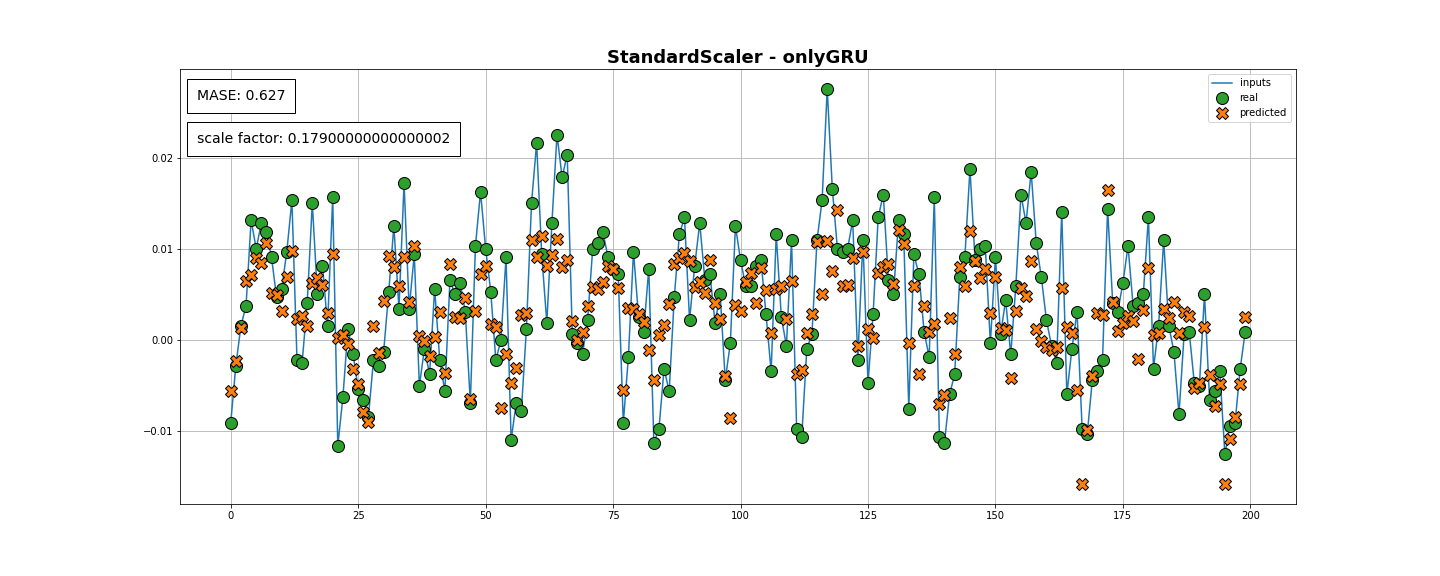 StandardScaler - onlyGRU
MASE: 0.627
scale factor: 0.17900000000000002
inputs
real
predicted
0.02
0.01
0.00
−0.01
0 25 50 75 100 125 150 175 200